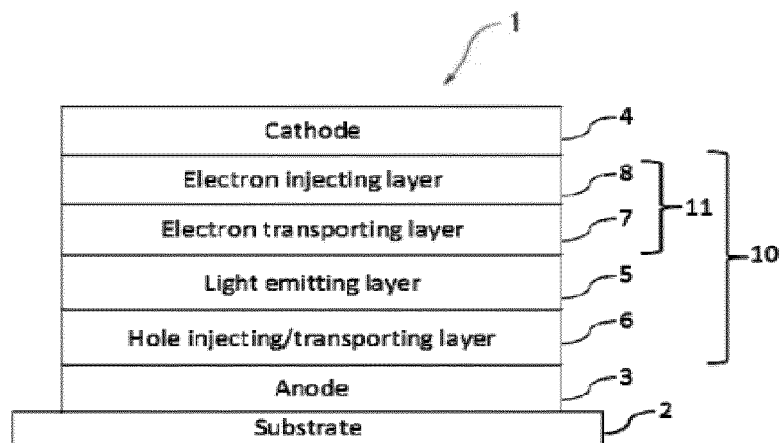 1
Cathode 4
Electron injecting layer 8
11
Electron transporting layer 7
10
Light emitting layer 5
Hole injecting/transporting layer 6
Anode 3
Substrate 2